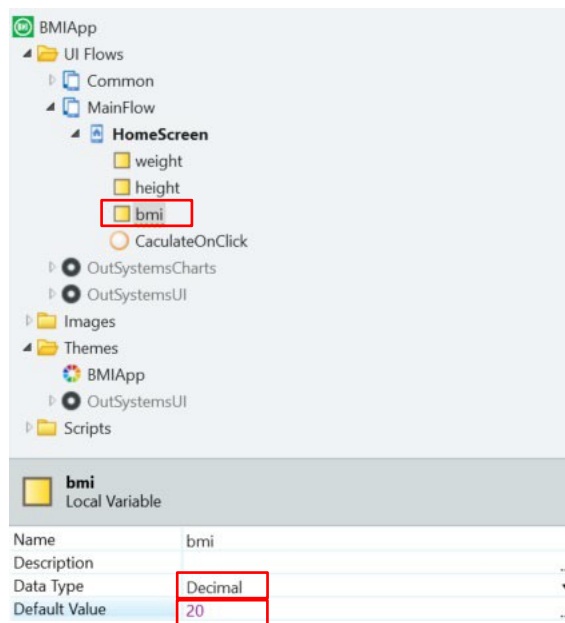 BMIApp
UI Flows
Common
MainFlow
HomeScreen
weight
height
bmi
CaculateOnClick
OutSystemsCharts
OutSystemsUI
Images
Themes
BMIApp
OutSystemsUI
Scripts
bmi
Local Variable
Name bmi
Description
Data Type Decimal
Default Value 20